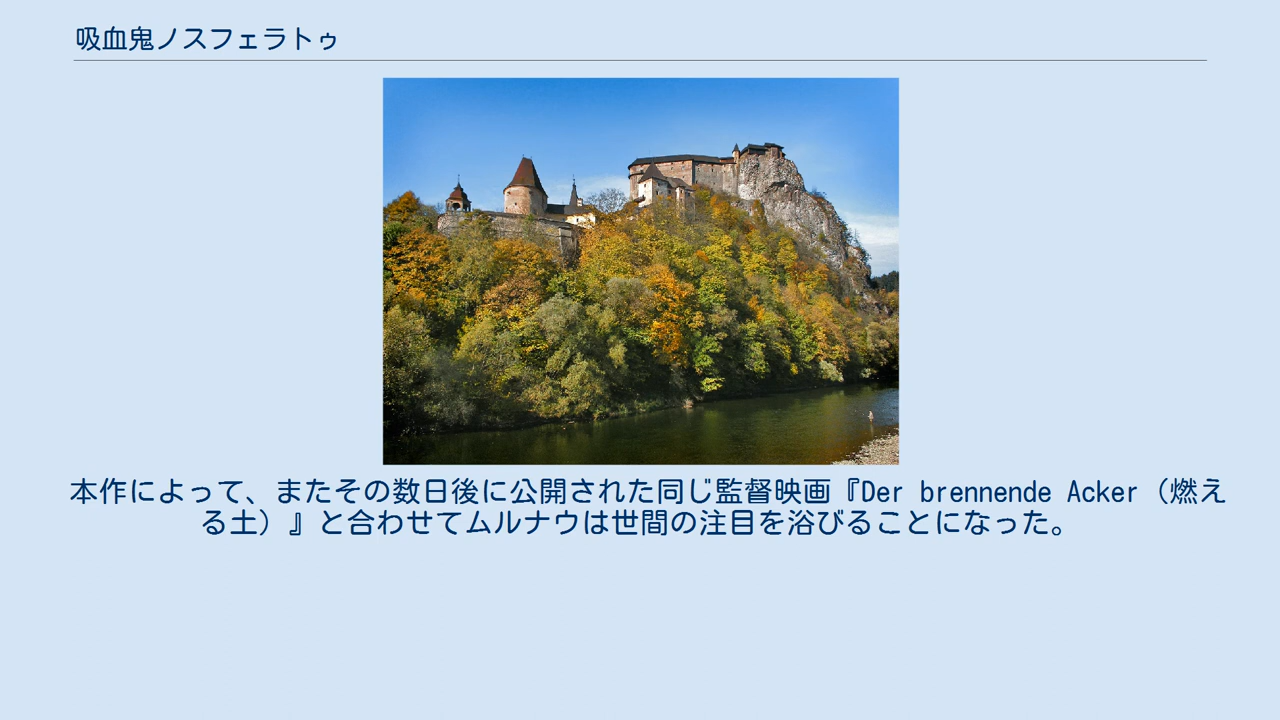 吸血鬼ノスフェラトゥ
本作によって、またその数日後に公開された同じ監督映画『Der brennende Acker（燃え
る土）』と合わせてムルナウは世間の注目を浴びることになった。